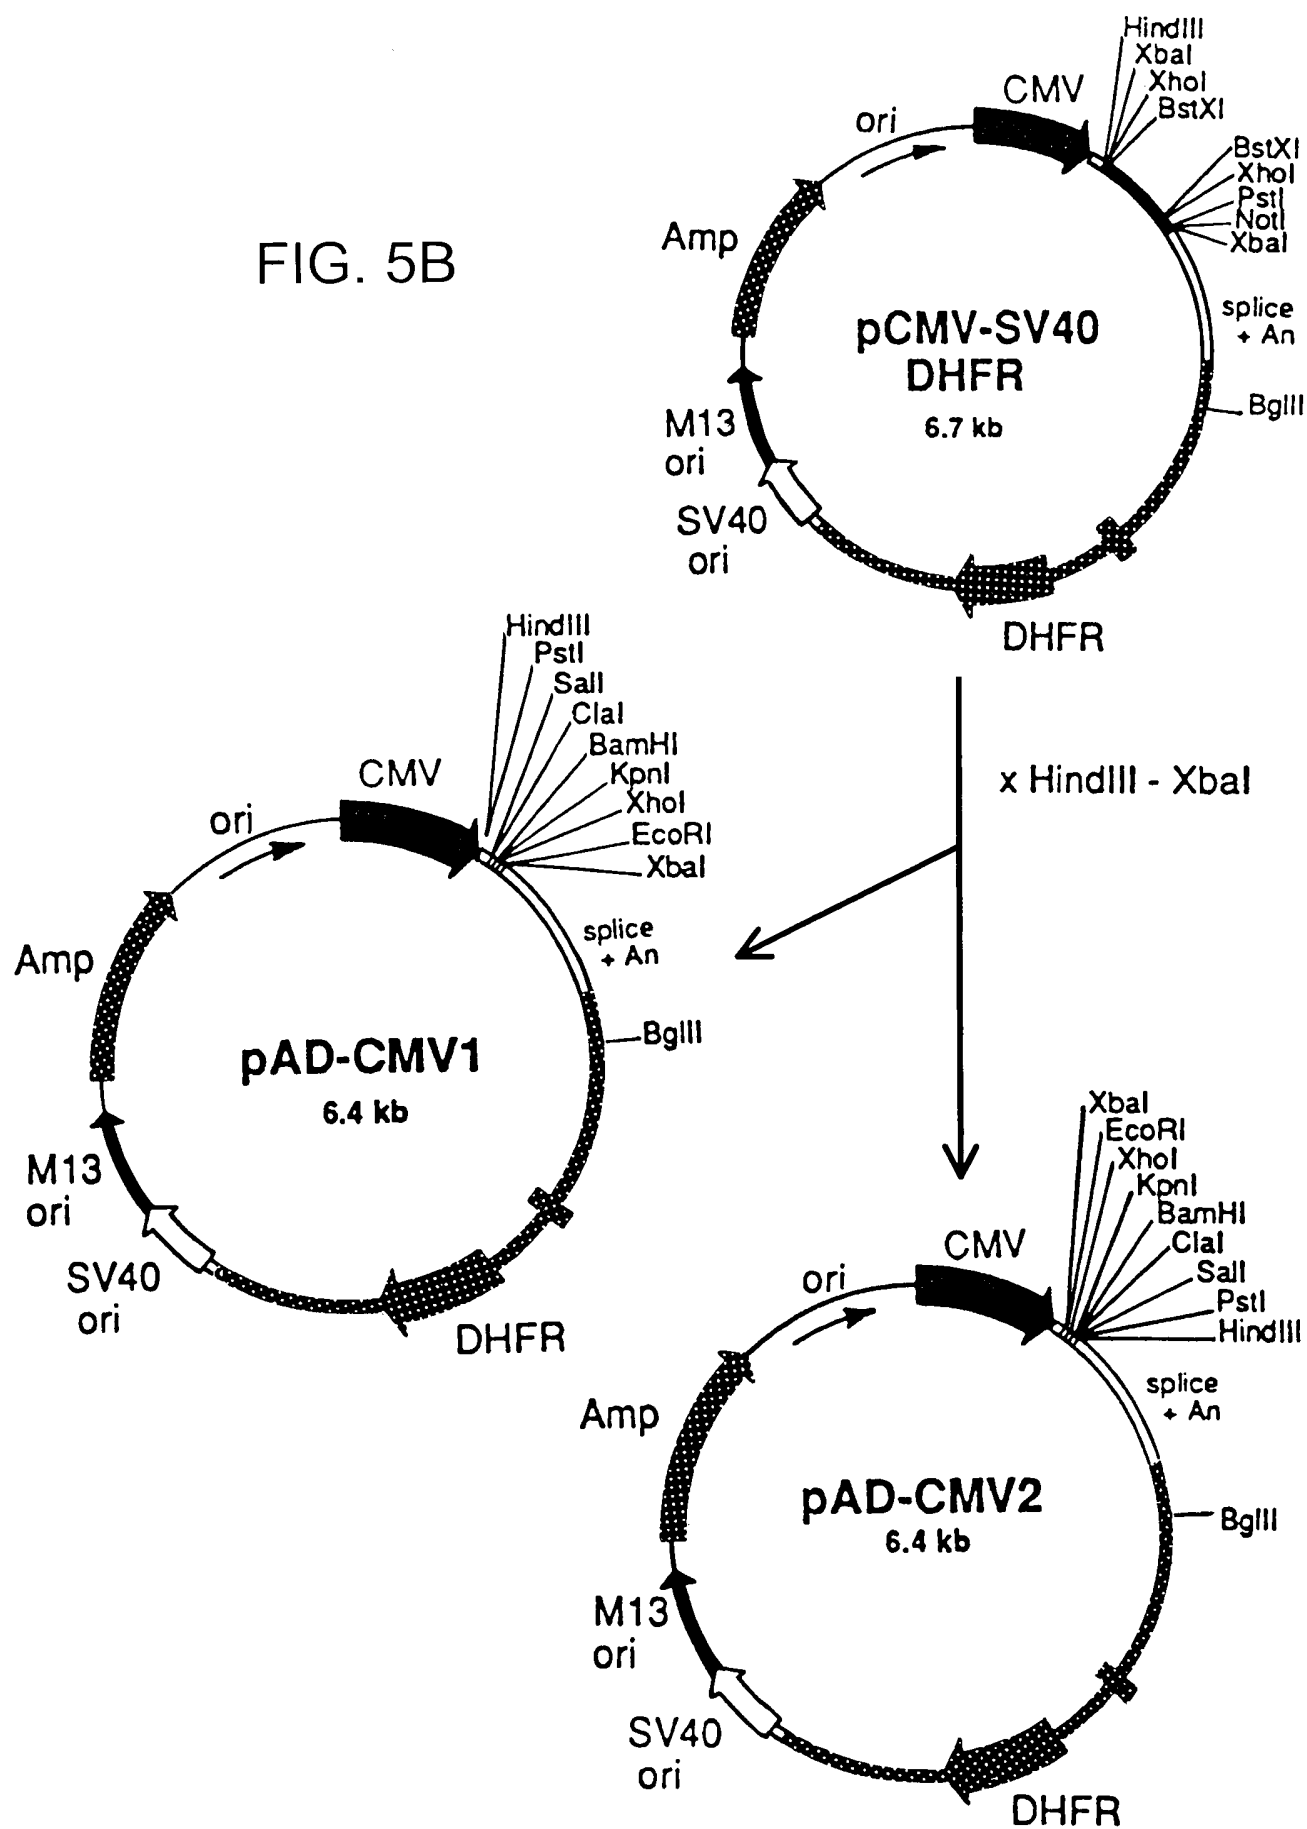 FIG. 5B
HindIII
XbaI
XhoI
BstXI
BstXI
XhoI
PstI
NotI
XbaI
CMV
ori
Amp
splice
+ An
BglII
pCMV-SV40
DHFR
6.7 kb
M13
ori
SV40
ori
DHFR
x HindIII - XbaI
HindIII
PstI
SalI
ClaI
BamHI
KpnI
XhoI
EcoRI
XbaI
CMV
ori
Amp
splice
+ An
BglII
pAD-CMV1
6.4 kb
M13
ori
SV40
ori
DHFR
XbaI
EcoRI
XhoI
KpnI
BamHI
ClaI
SalI
PstI
HindIII
CMV
ori
Amp
splice
+ An
BglII
pAD-CMV2
6.4 kb
M13
ori
SV40
ori
DHFR